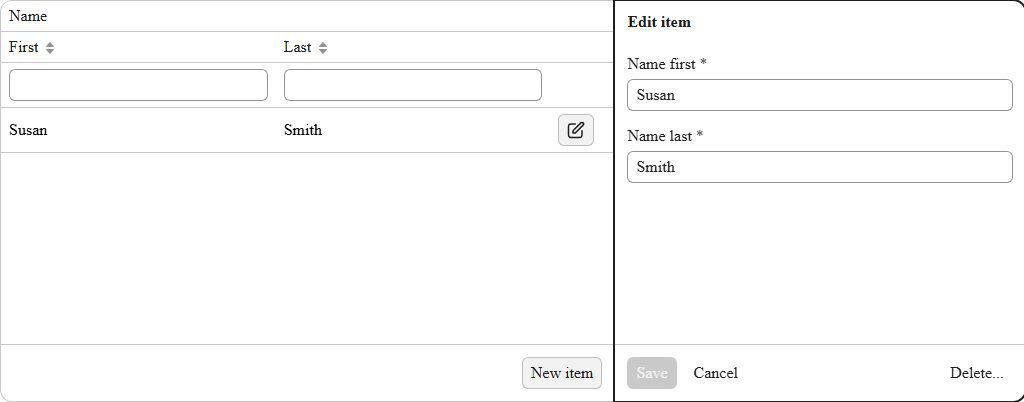 Name
First
Last
Susan
Smith
New item
Edit item
Name first *
Susan
Name last *
Smith
Save
Cancel
Delete...